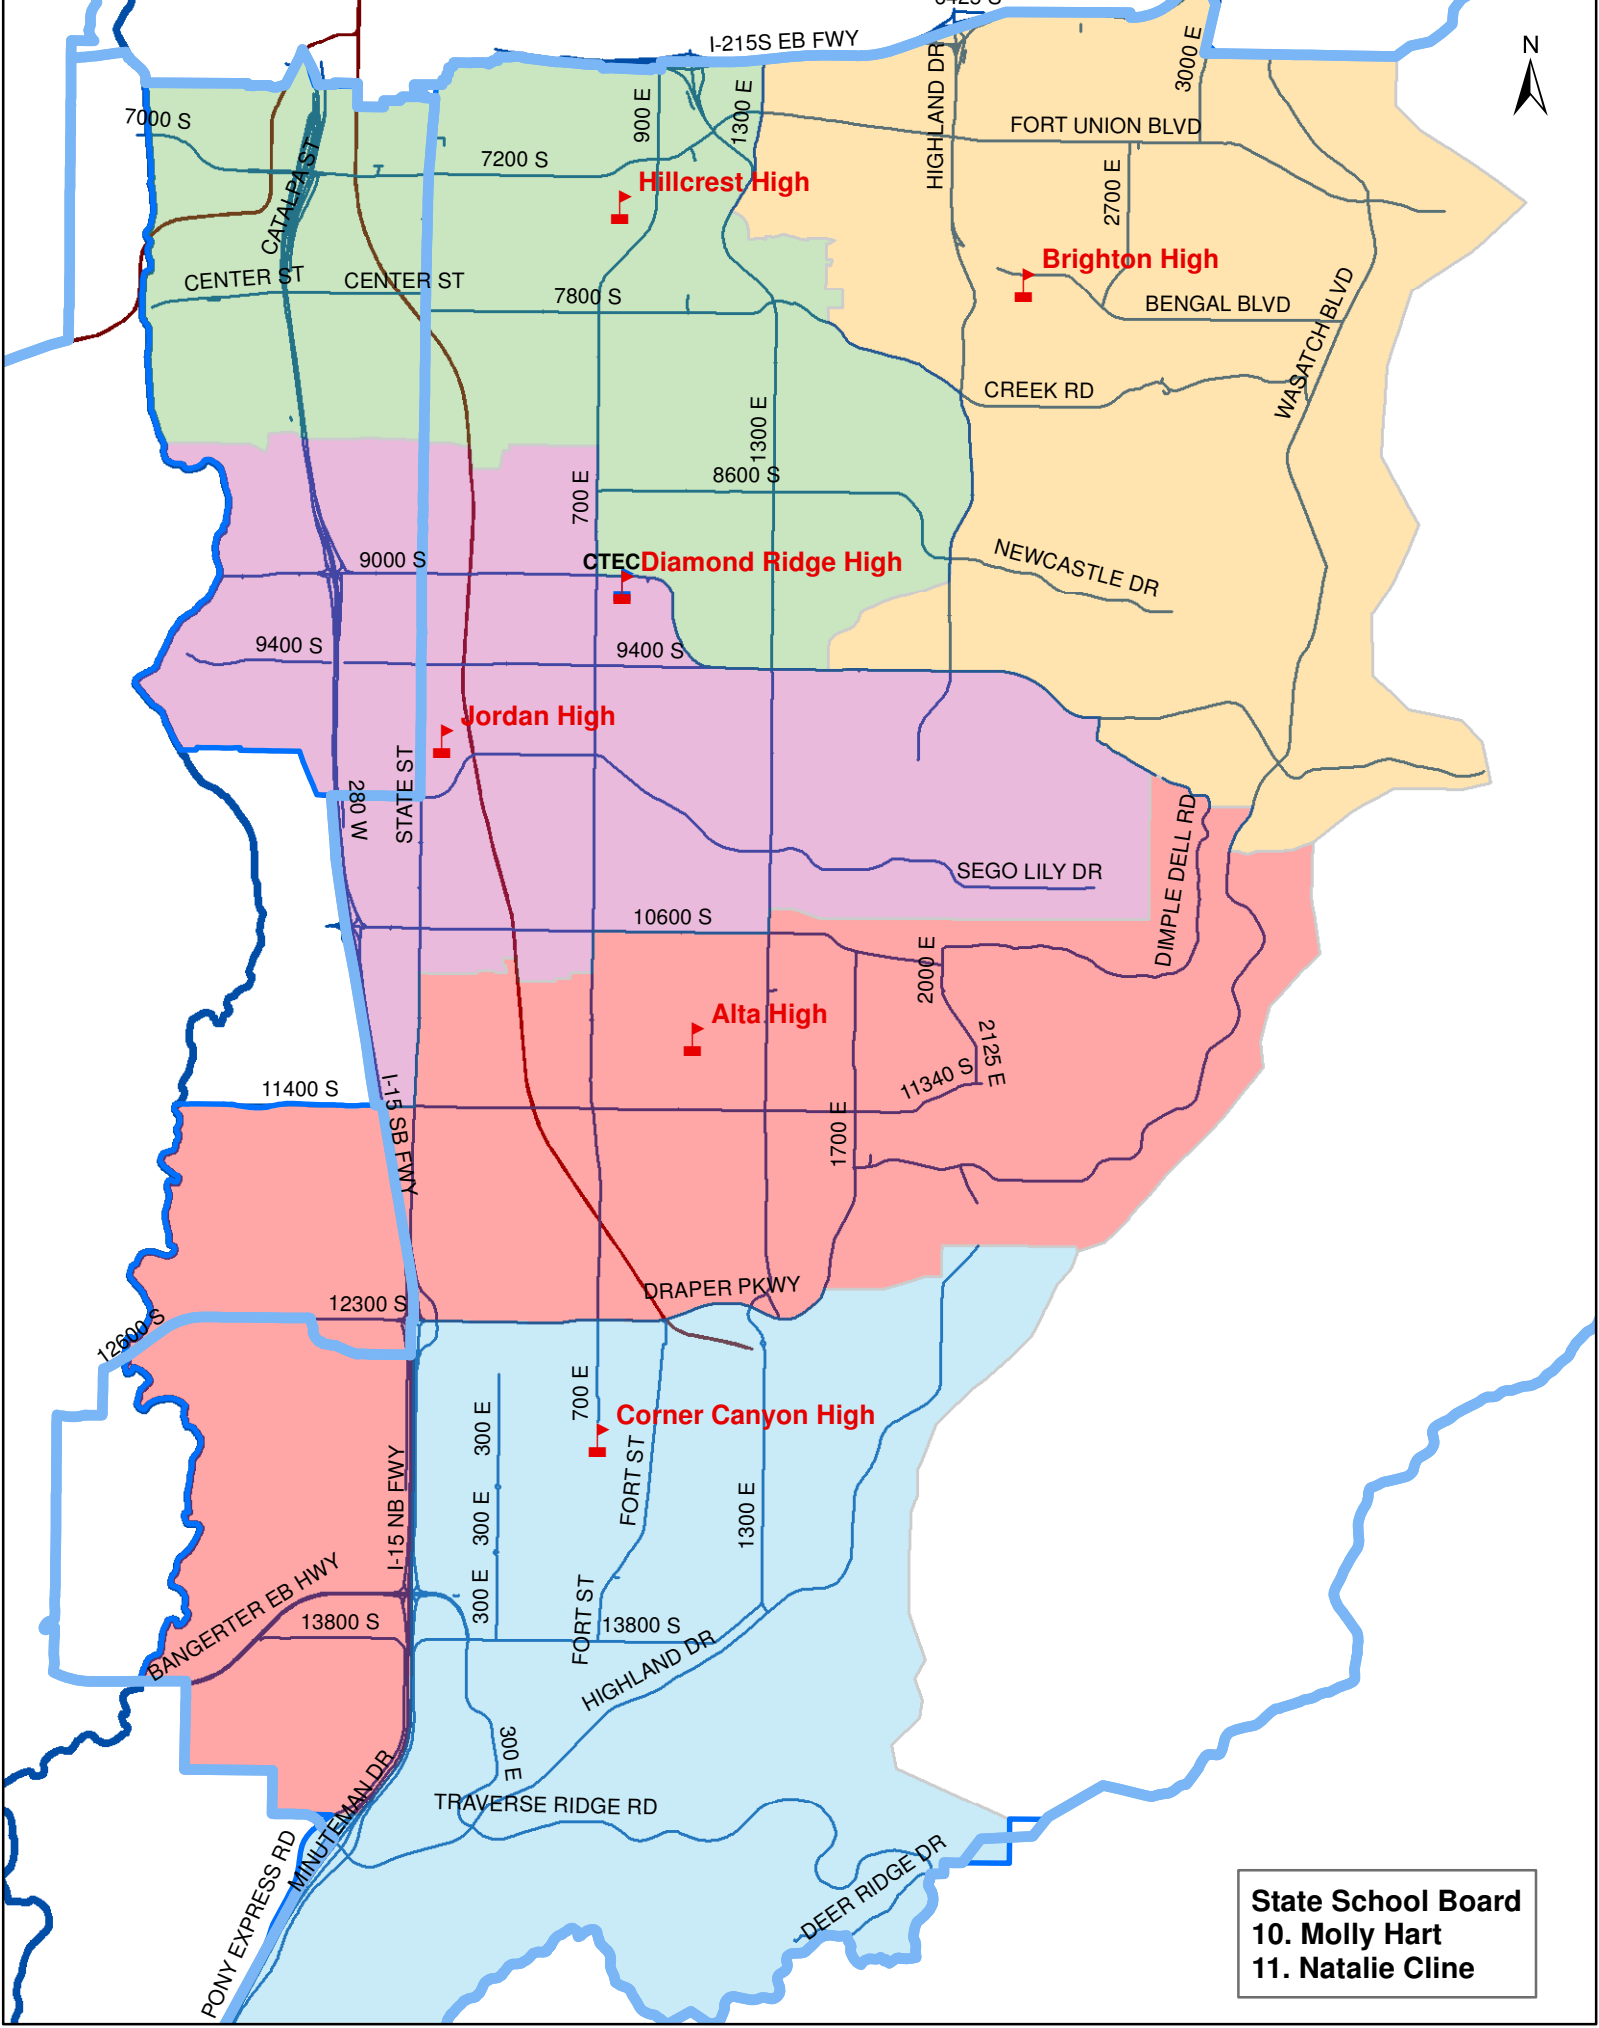 I-215S EB FWY
N
3000 E
HIGHLAND DR
900 E
1300 E
7000 S
FORT UNION BLVD
7200 S
CATALPA ST
Hillcrest High
2700 E
Brighton High
CENTER ST
CENTER ST
7800 S
BENGAL BLVD
WASATCH BLVD
CREEK RD
1300 E
8600 S
700 E
9000 S
CTEC
Diamond Ridge High
NEWCASTLE DR
9400 S
9400 S
Jordan High
STATE ST
280 W
DIMPLE DELL RD
SEGO LILY DR
10600 S
2000 E
Alta High
2125 E
11340 S
11400 S
I-15 SB FWY
1700 E
DRAPER PKWY
12300 S
12600 S
700 E
300 E
Corner Canyon High
FORT ST
I-15 NB FWY
300 E
1300 E
BANGERTER EB HWY
300 E
FORT ST
13800 S
13800 S
HIGHLAND DR
300 E
MINUTEMAN DR
TRAVERSE RIDGE RD
PONY EXPRESS RD
DEER RIDGE DR
State School Board
10. Molly Hart
11. Natalie Cline